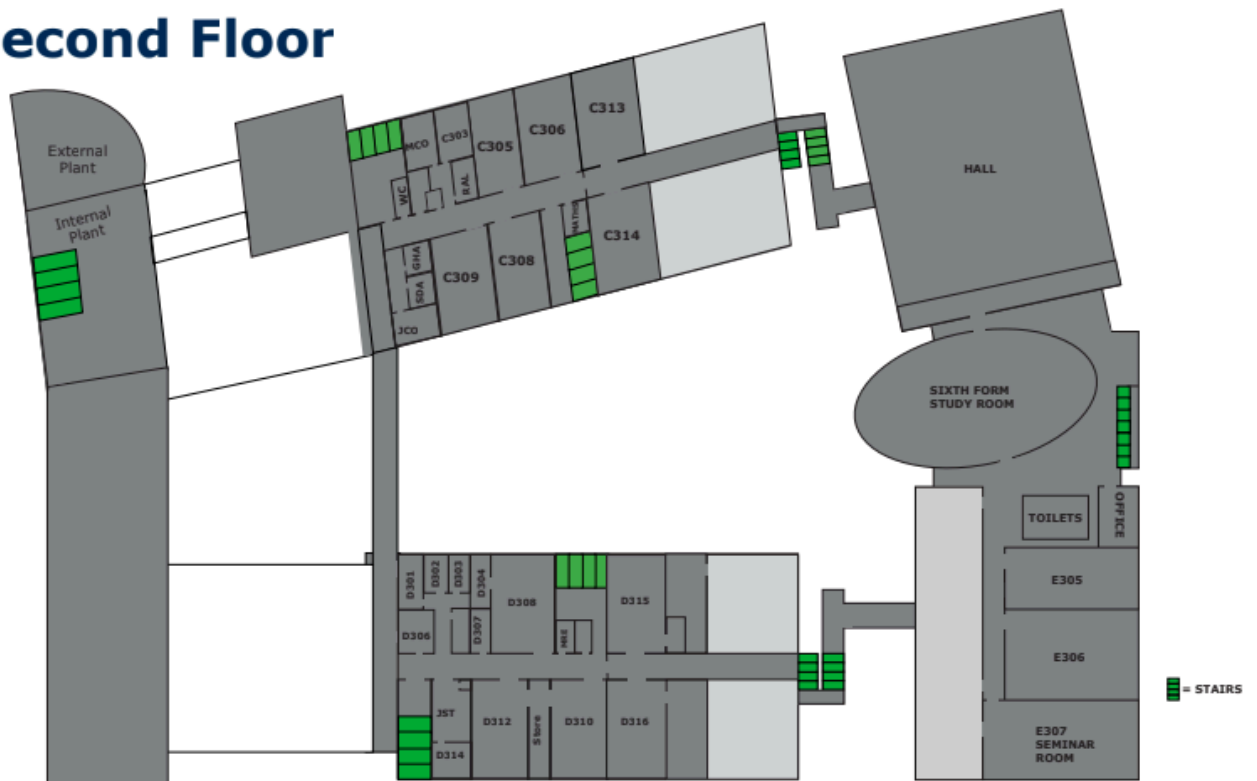 econd Floor
External
Plant
Internal
Plant
MCO
C303
C305
C306
C313
WC
RAL
MATHS
C314
GHA
SDA
JCO
C309
C308
HALL
SIXTH FORM
STUDY ROOM
TOILETS
OFFICE
E305
E306
E307
SEMINAR
ROOM
D301
D302
D303
D304
D308
D315
D306
D307
MRE
JST
D314
D312
Store
D310
D316
= STAIRS